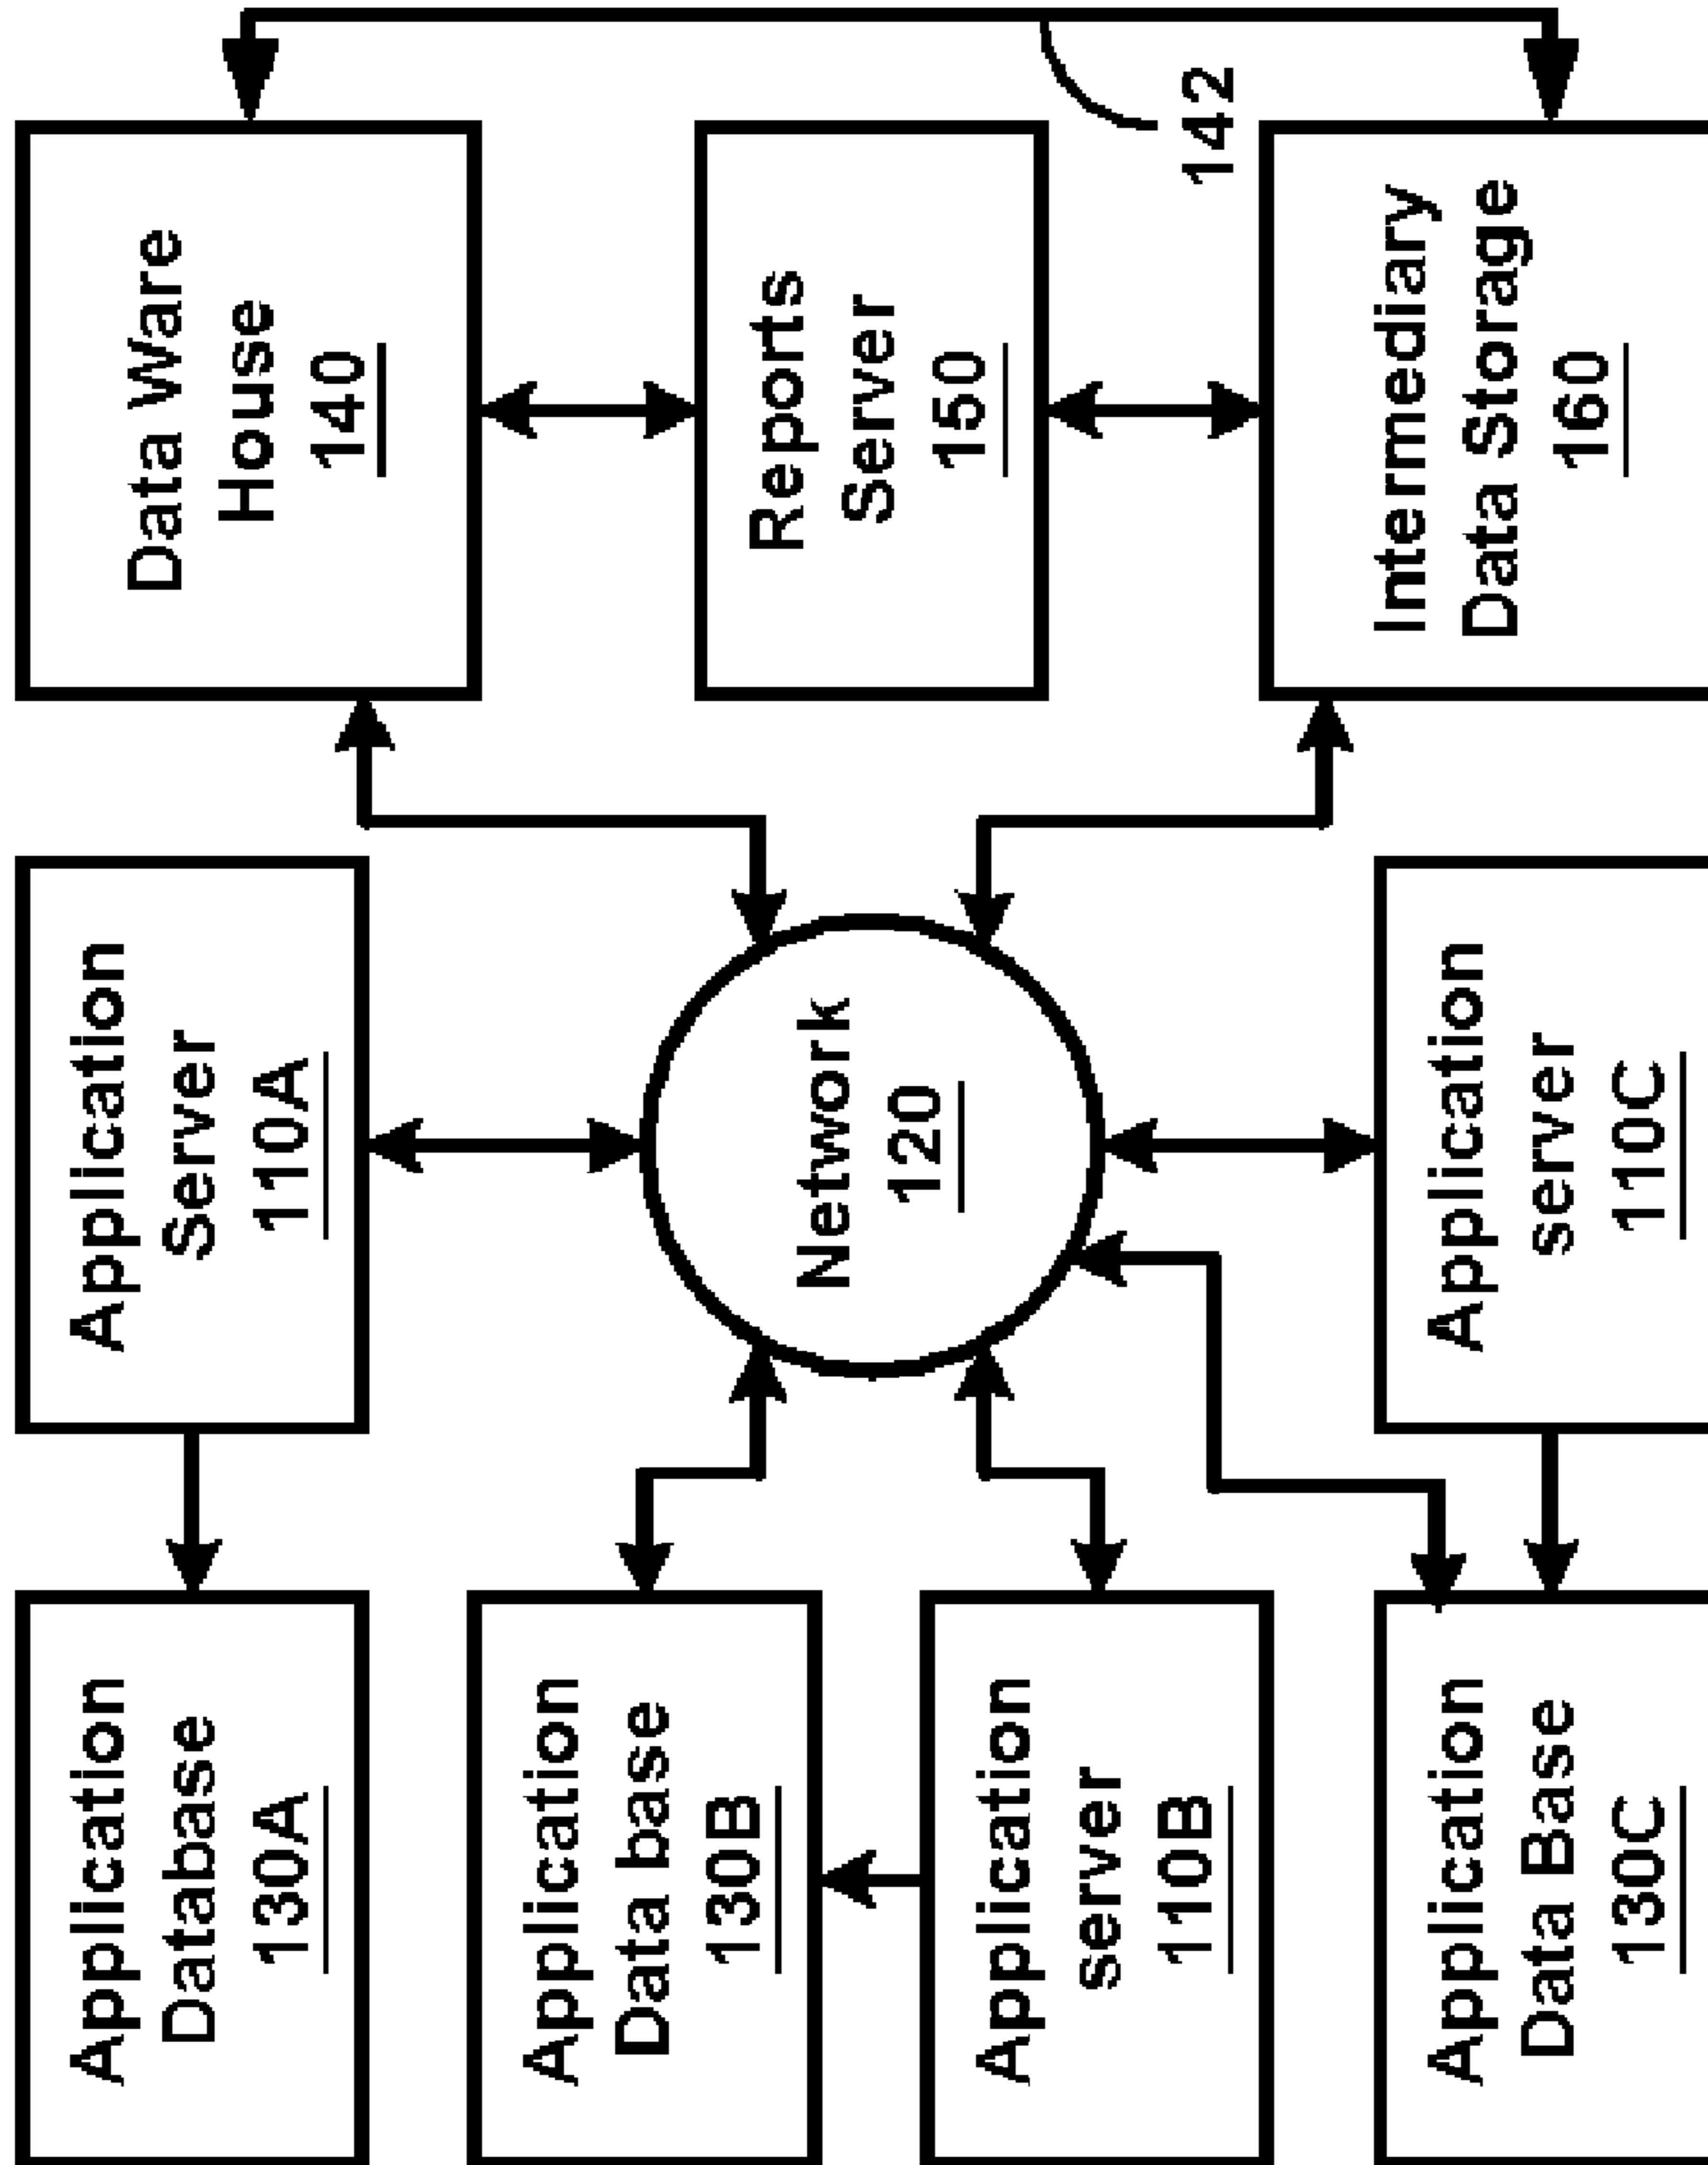 Application
Database
130A
Application
Server
110A
Data Ware
House
140
Application
Data base
130B
Network
120
Reports
Server
150
Application
server
110B
142
Application
Data Base
130C
Application
server
110C
Intermediary
Data Storage
160